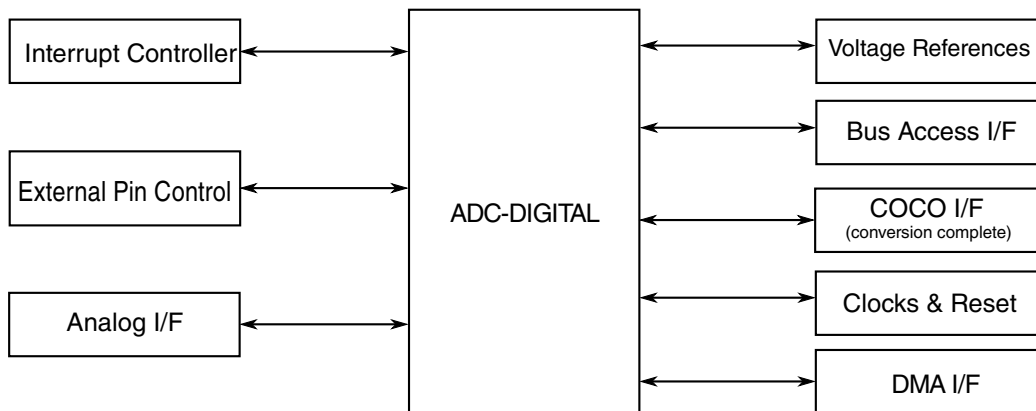 Interrupt Controller
External Pin Control
Analog I/F
ADC-DIGITAL
Voltage References
Bus Access I/F
COCO I/F
(conversion complete)
Clocks & Reset
DMA I/F